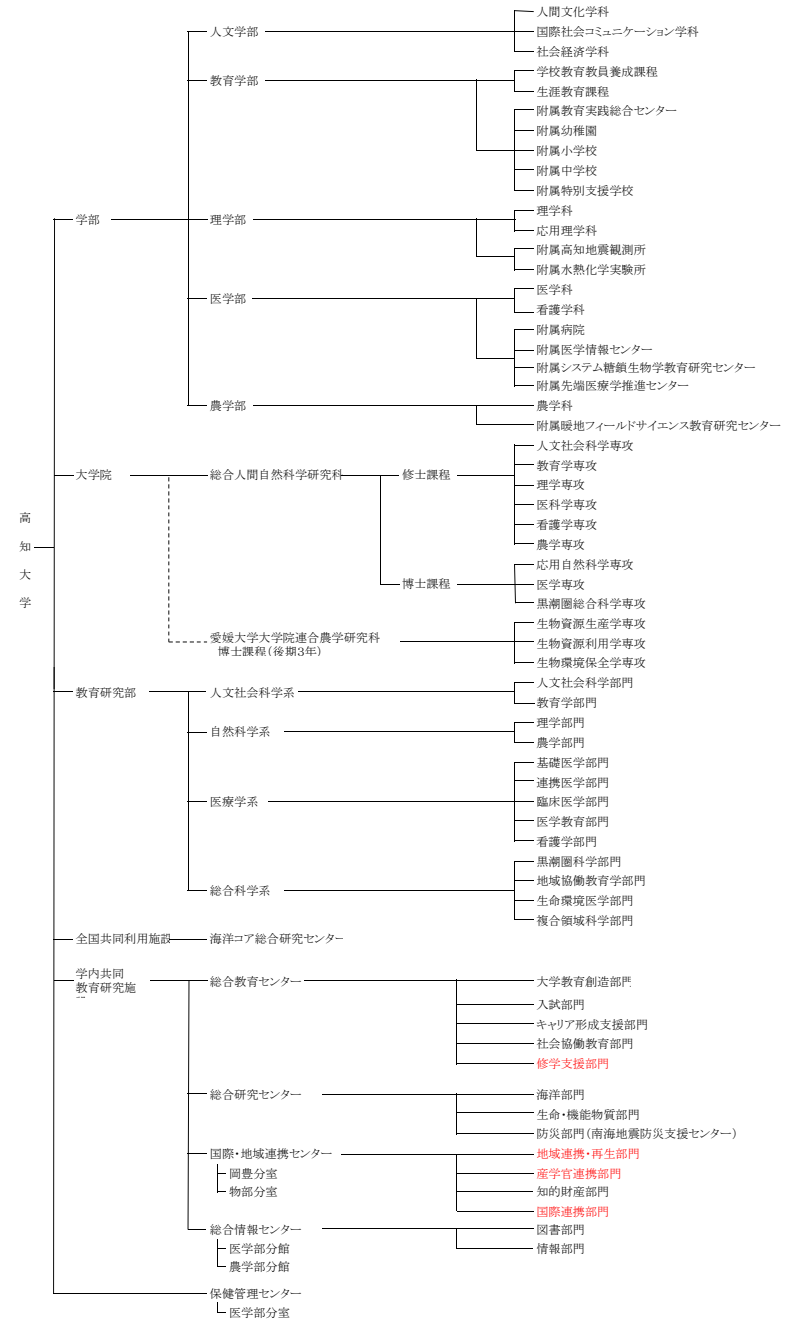 人文学部
人間文化学科
国際社会コミュニケーション学科
社会経済学科
教育学部
学校教育教員養成課程
生涯教育課程
附属教育実践総合センター
附属幼稚園
附属小学校
附属中学校
附属特別支援学校
学部
理学部
理学科
応用理学科
附属高知地震観測所
附属水熱化学実験所
医学部
医学科
看護学科
附属病院
附属医学情報センター
附属システム糖鎖生物学教育研究センター
附属先端医療学推進センター
農学部
農学科
附属暖地フィールドサイエンス教育研究センター
高知大学
大学院
総合人間自然科学研究科
修士課程
人文社会科学専攻
教育学専攻
理学専攻
医科学専攻
看護学専攻
農学専攻
博士課程
応用自然科学専攻
医学専攻
黒潮圏総合科学専攻
愛媛大学大学院連合農学研究科
博士課程(後期3年)
生物資源生産学専攻
生物資源利用学専攻
生物環境保全学専攻
教育研究部
人文社会科学系
人文社会科学部門
教育学部門
自然科学系
理学部門
農学部門
医療学系
基礎医学部門
連携医学部門
臨床医学部門
医学教育部門
看護学部門
総合科学系
黒潮圏科学部門
地域協働教育学部門
生命環境医学部門
複合領域科学部門
全国共同利用施設
海洋コア総合研究センター
学内共同
教育研究施
総合教育センター
大学教育創造部門
入試部門
キャリア形成支援部門
社会協働教育部門
修学支援部門
総合研究センター
海洋部門
生命・機能物質部門
防災部門(南海地震防災支援センター)
国際・地域連携センター
岡豊分室
物部分室
地域連携・再生部門
産学官連携部門
知的財産部門
国際連携部門
総合情報センター
医学部分館
農学部分館
図書部門
情報部門
保健管理センター
医学部分室